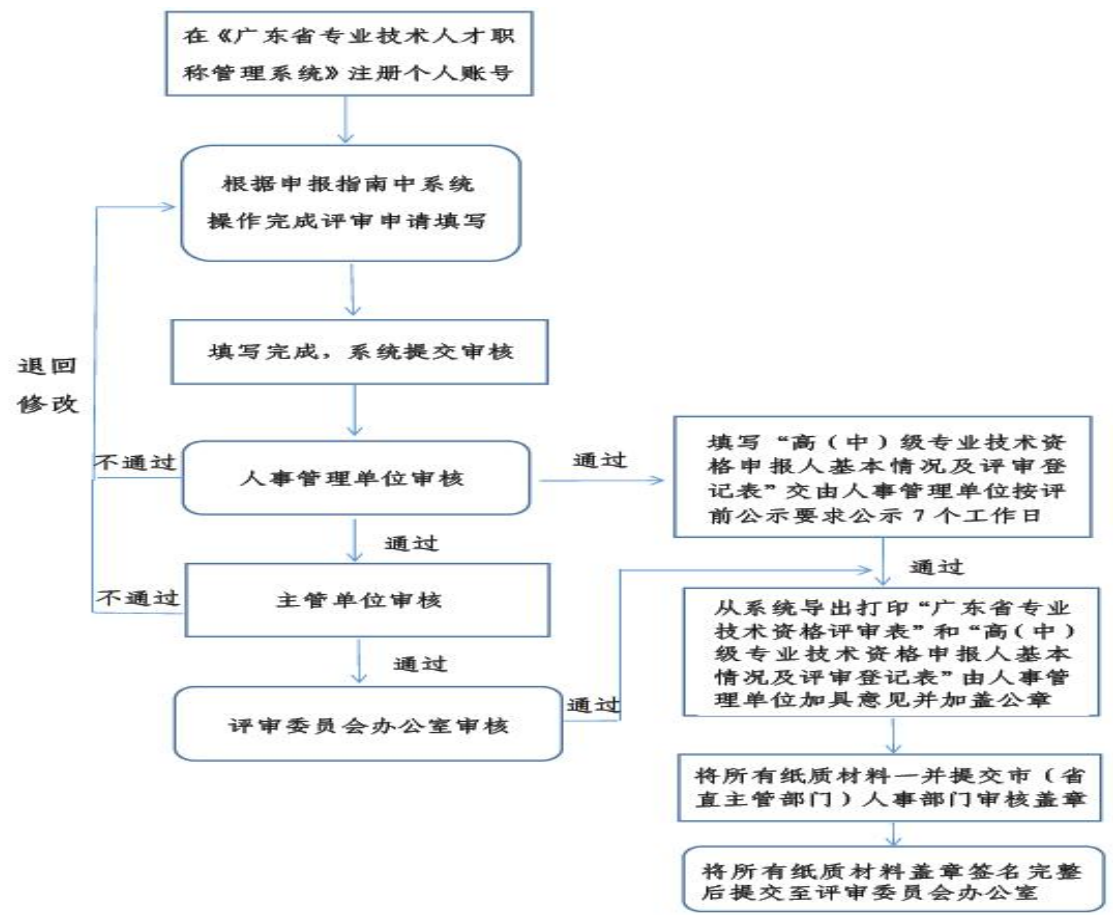 在《广东省专业技术人才职
称管理系统》注册个人账号
根据申报指南中系统
操作完成评审申请填写
填写完成，系统提交审核
退回
修改
不通过
人事管理单位审核
通过
填写“高（中）级专业技术资
格申报人基本情况及评审登
记表”交由人事管理单位按评
前公示要求公示7个工作日
通过
通过
不通过
主管单位审核
从系统导出打印“广东省专业
技术资格评审表”和“高（中）
级专业技术资格申报人基本
情况及评审登记表”由人事管
理单位加具意见并加盖公章
通过
通过
评审委员会办公室审核
将所有纸质材料一并提交市（省
直主管部门）人事部门审核盖章
将所有纸质材料盖章签名完整
后提交至评审委员会办公室